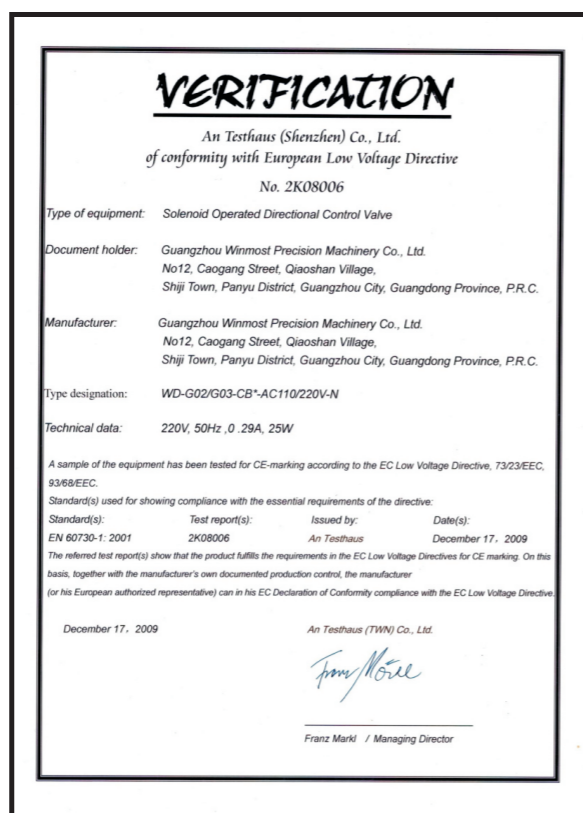 VERIFICATION
An Testhaus (Shenzhen) Co., Ltd.
of conformity with European Low Voltage Directive
No. 2K08006
Type of equipment: Solenoid Operated Directional Control Valve
Document holder: Guangzhou Winmost Precision Machinery Co., Ltd.
No12, Caogang Street, Qiaoshan Village,
Shiji Town, Panyu District, Guangzhou City, Guangdong Province, P.R.C.
Manufacturer: Guangzhou Winmost Precision Machinery Co., Ltd.
No12, Caogang Street, Qiaoshan Village,
Shiji Town, Panyu District, Guangzhou City, Guangdong Province, P.R.C.
Type designation: WD-G02/G03-CB*-AC110/220V-N
Technical data: 220V, 50Hz ,0 .29A, 25W
A sample of the equipment has been tested for CE-marking according to the EC Low Voltage Directive, 73/23/EEC,
93/68/EEC.
Standard(s) used for showing compliance with the essential requirements of the directive:
Standard(s): Test report(s): Issued by: Date(s):
EN 60730-1: 2001 2K08006 An Testhaus December 17, 2009
The referred test report(s) show that the product fulfills the requirements in the EC Low Voltage Directives for CE marking. On this
basis, together with the manufacturer's own documented production control, the manufacturer
(or his European authorized representative) can in his EC Declaration of Conformity compliance with the EC Low Voltage Directive.
December 17, 2009 An Testhaus (TWN) Co., Ltd.
Franz Markl / Managing Director